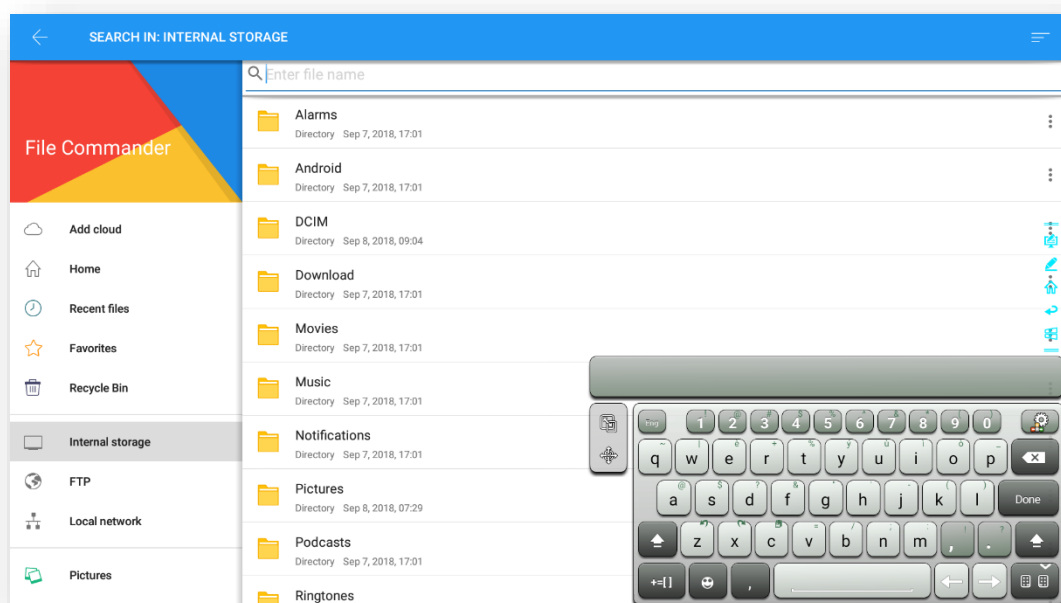 SEARCH IN: INTERNAL STORAGE
Enter file name
File Commander
Add cloud
Home
Recent files
Favorites
Recycle Bin
Internal storage
FTP
Local network
Pictures
Alarms
Directory Sep 7, 2018, 17:01
Android
Directory Sep 7, 2018, 17:01
DCIM
Directory Sep 8, 2018, 09:04
Download
Directory Sep 7, 2018, 17:01
Movies
Directory Sep 7, 2018, 17:01
Music
Directory Sep 7, 2018, 17:01
Notifications
Directory Sep 7, 2018, 17:01
Pictures
Directory Sep 8, 2018, 07:29
Podcasts
Directory Sep 7, 2018, 17:01
Ringtones
Eng 1 2 3 4 5 6 7 8 9 0
q w e r t y u i o p
a s d f g h j k l Done
z x c v b n m , .
+=[] ,